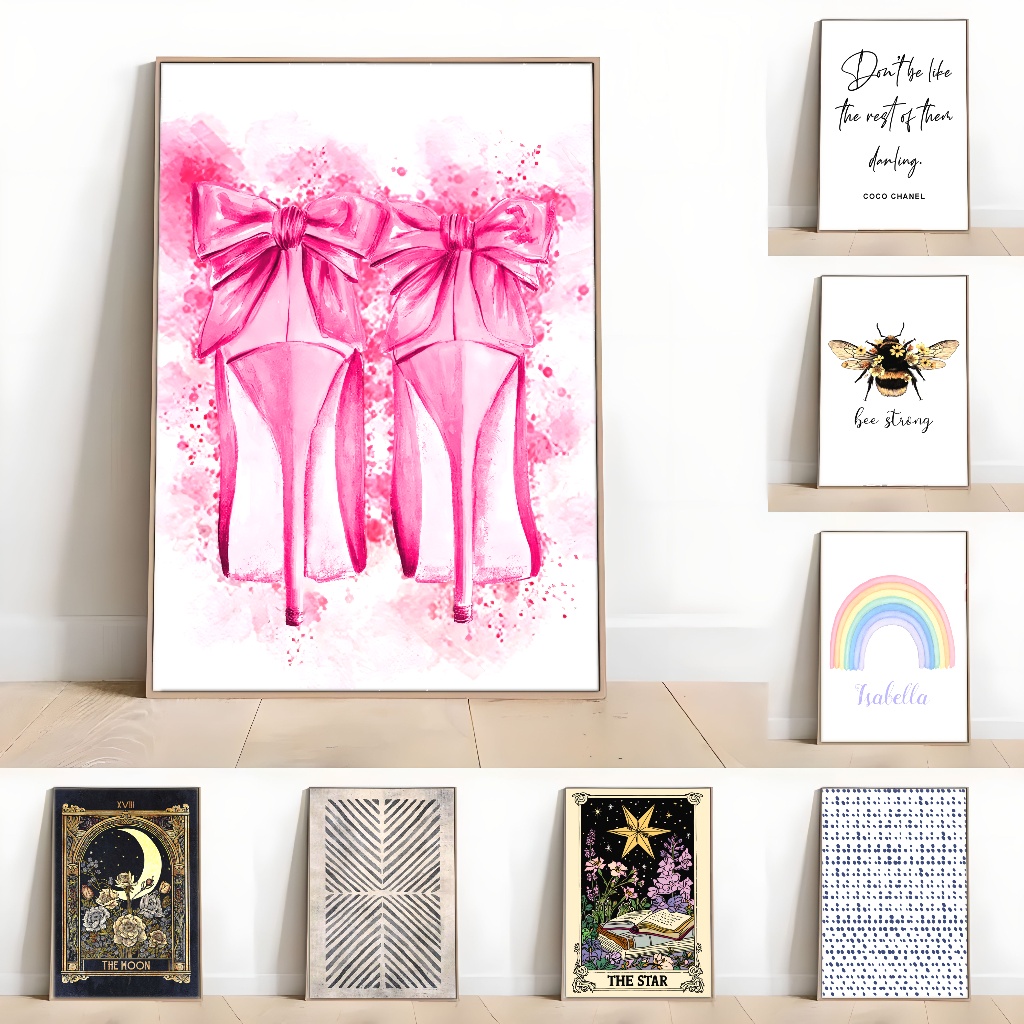 Don't be like
the rest of them
darling.
COCO CHANEL
bee strong
Isabella
XVIII
THE MOON
THE STAR